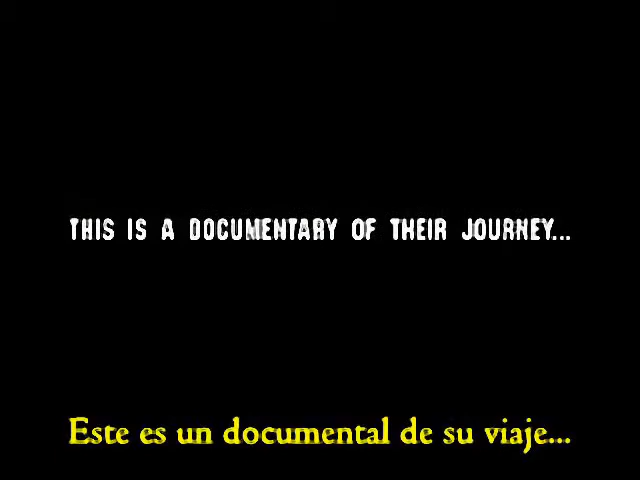 THIS IS A DOCUMENTARY OF THEIR JOURNEY...
Este es un documental de su viaje...